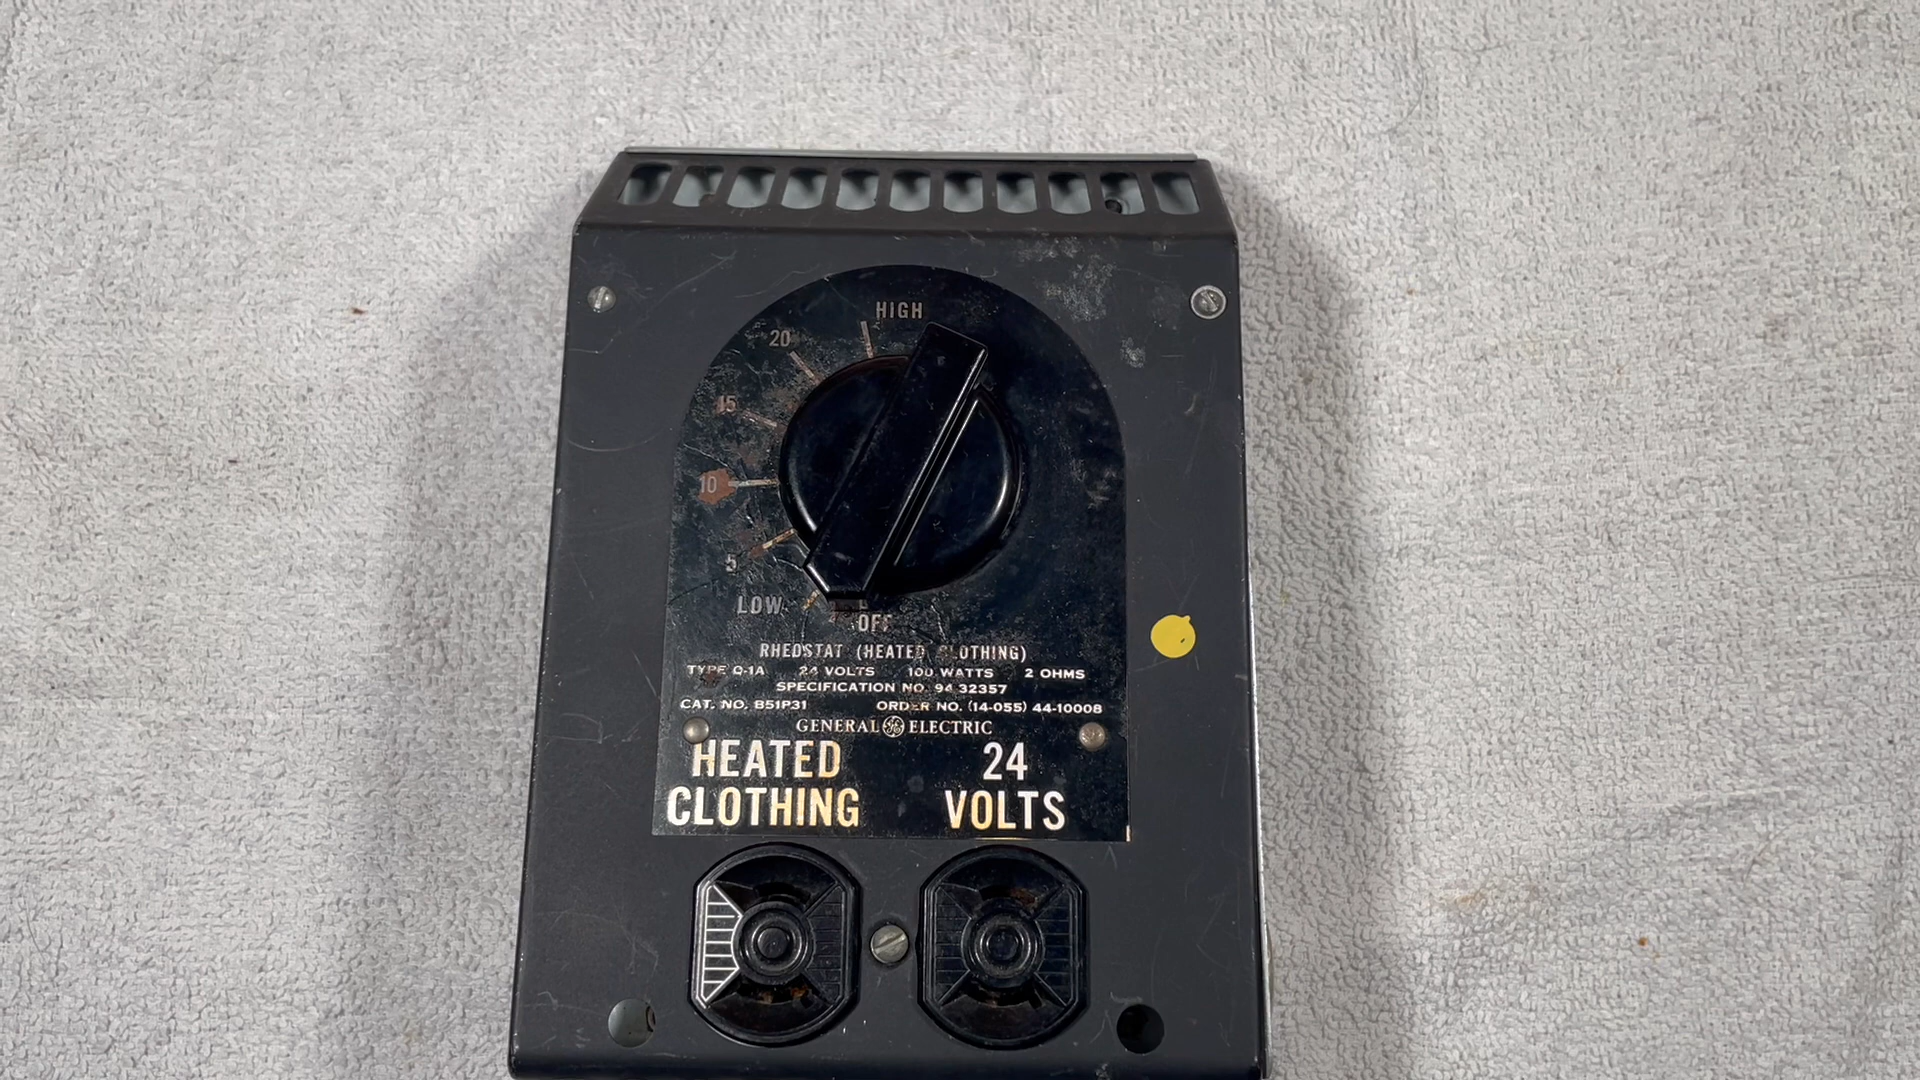 HIGH
20
15
10
5
LOW
OFF
RHEOSTAT (HEATED CLOTHING)
TYPE Q-1A 24 VOLTS 100 WATTS 2 OHMS
SPECIFICATION NO. 94-32357
CAT. NO. B51P31 ORDER NO. (14-055) 44-10008
GENERAL GE ELECTRIC
HEATED 24
CLOTHING VOLTS